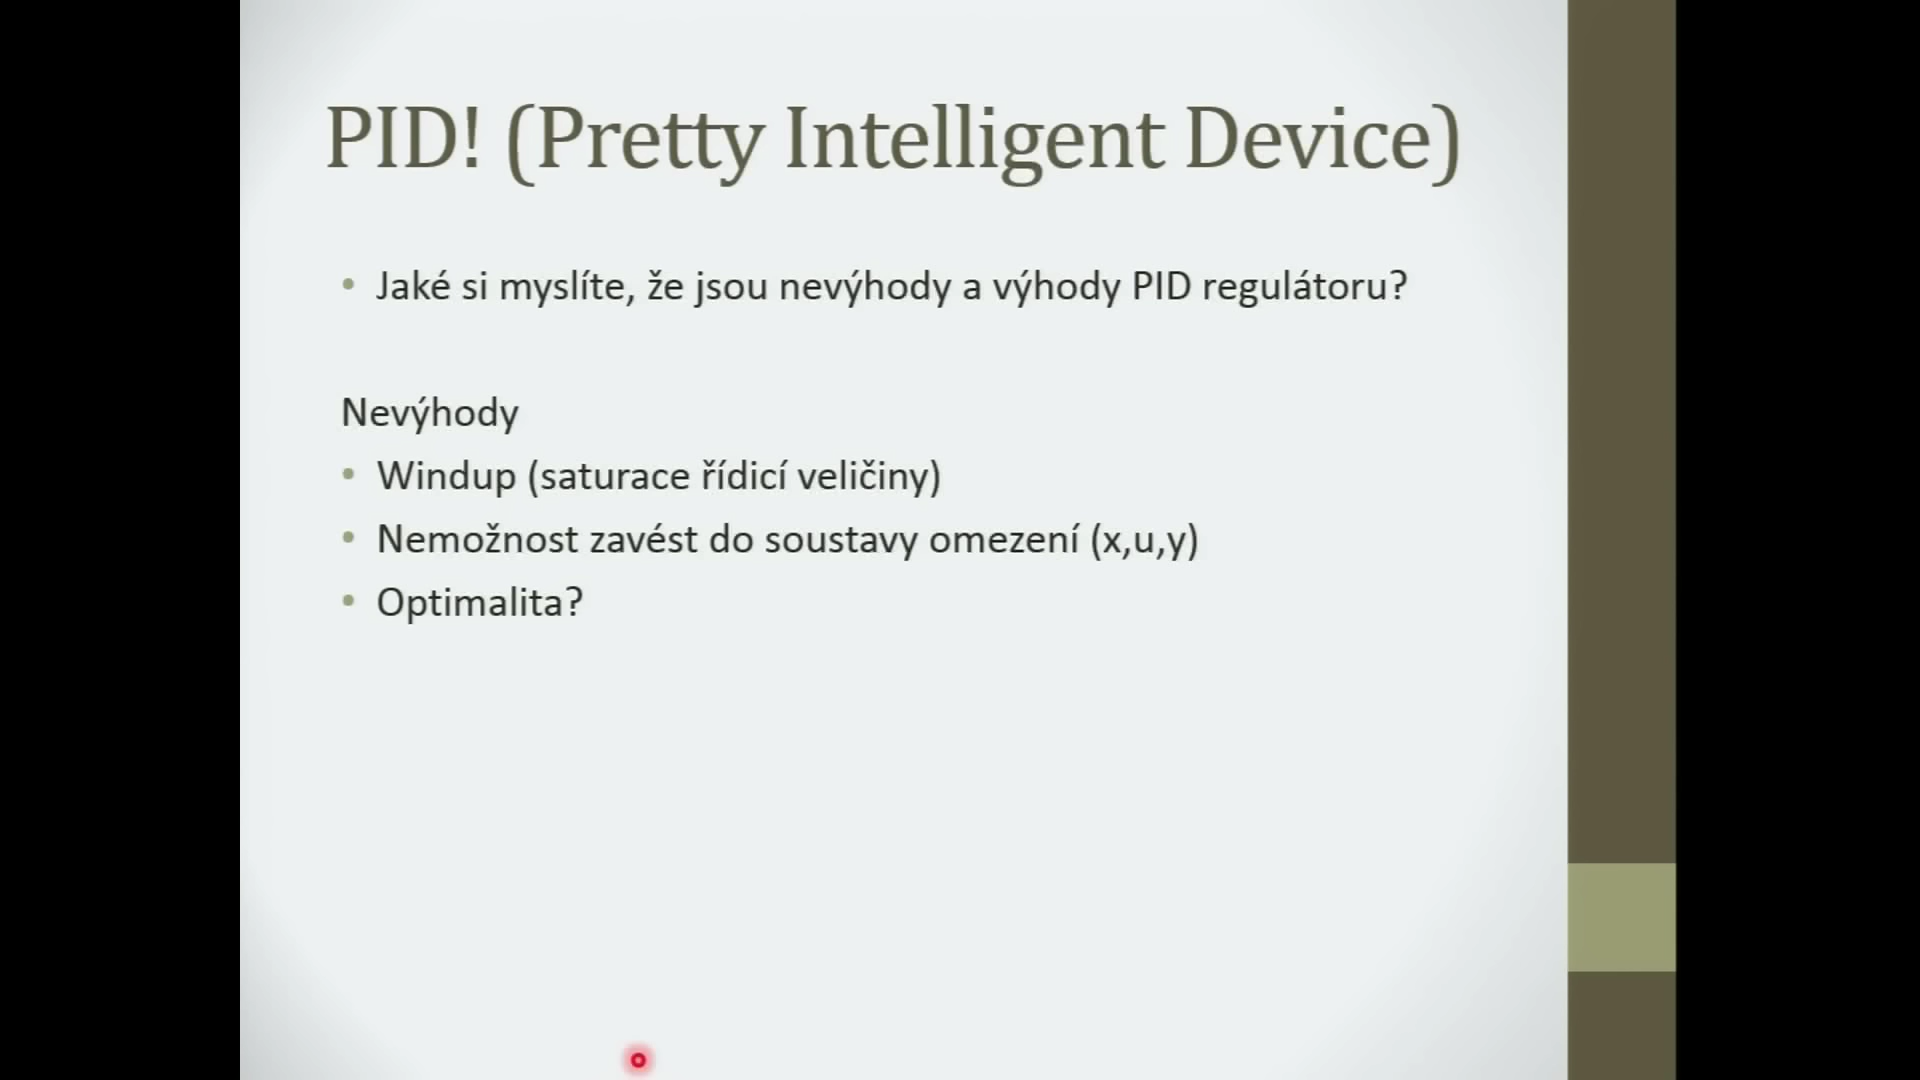 PID! (Pretty Intelligent Device)
• Jaké si myslíte, že jsou nevýhody a výhody PID regulátoru?
Nevýhody
• Windup (saturace řídicí veličiny)
• Nemožnost zavést do soustavy omezení (x,u,y)
• Optimalita?